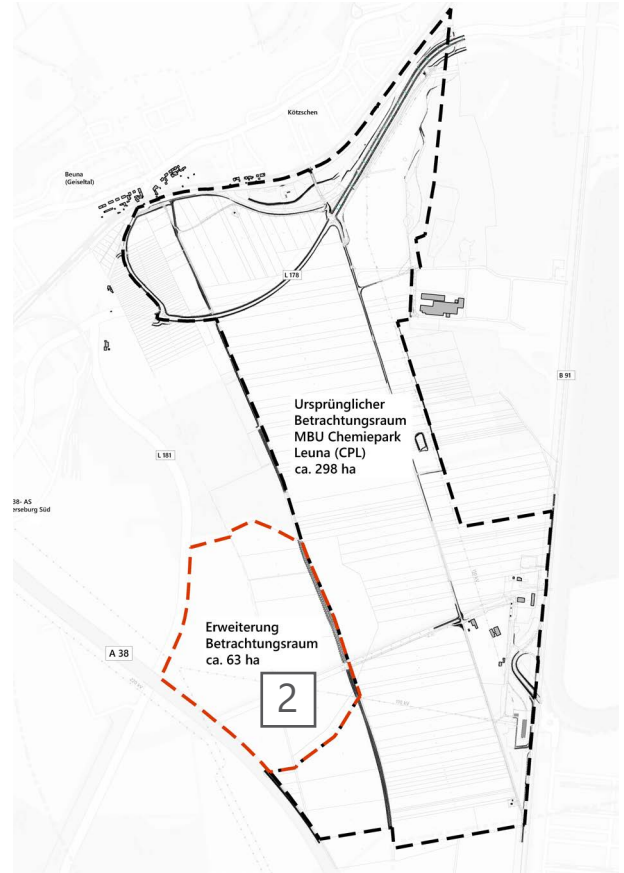 Kötzschen
Beuna
(Geiseltal)
L 178
B 91
Ursprünglicher
Betrachtungsraum
MBU Chemiepark
Leuna (CPL)
ca. 298 ha
L 181
38- AS
erseburg Süd
Erweiterung
Betrachtungsraum
ca. 63 ha
A 38
2